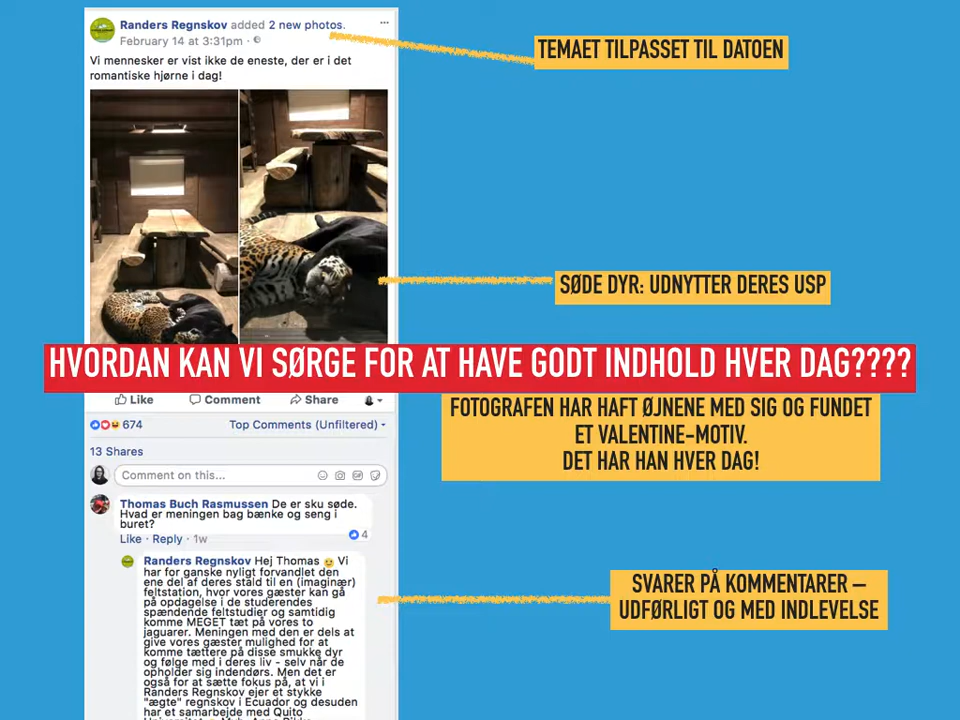 Randers Regnskov added 2 new photos.
February 14 at 3:31pm ·
Vi mennesker er vist ikke de eneste, der er i det
romantiske hjørne i dag!
TEMAET TILPASSET TIL DATOEN
SØDE DYR: UDNYTTER DERES USP
HVORDAN KAN VI SØRGE FOR AT HAVE GODT INDHOLD HVER DAG????
Like Comment Share
FOTOGRAFEN HAR HAFT ØJNENE MED SIG OG FUNDET
ET VALENTINE-MOTIV.
DET HAR HAN HVER DAG!
674 Top Comments (Unfiltered)
13 Shares
Comment on this...
Thomas Buch Rasmussen De er sku søde.
Hvad er meningen bag bænke og seng i
buret?
4
Like · Reply · 1w
Randers Regnskov Hej Thomas 😉 Vi
har for ganske nyligt forvandlet den
ene del af deres stald til en (imaginær)
feltstation, hvor vores gæster kan gå
på opdagelse i de studerendes
spændende feltstudier og samtidig
komme MEGET tæt på vores to
jaguarer. Meningen med den er dels at
give vores gæster mulighed for at
komme tættere på disse smukke dyr
og følge med i deres liv - selv når de
opholder sig indendørs. Men det er
også for at sætte fokus på, at vi i
Randers Regnskov ejer et stykke
"ægte" regnskov i Ecuador og desuden
har et samarbejde med Quito
SVARER PÅ KOMMENTARER –
UDFØRLIGT OG MED INDLEVELSE